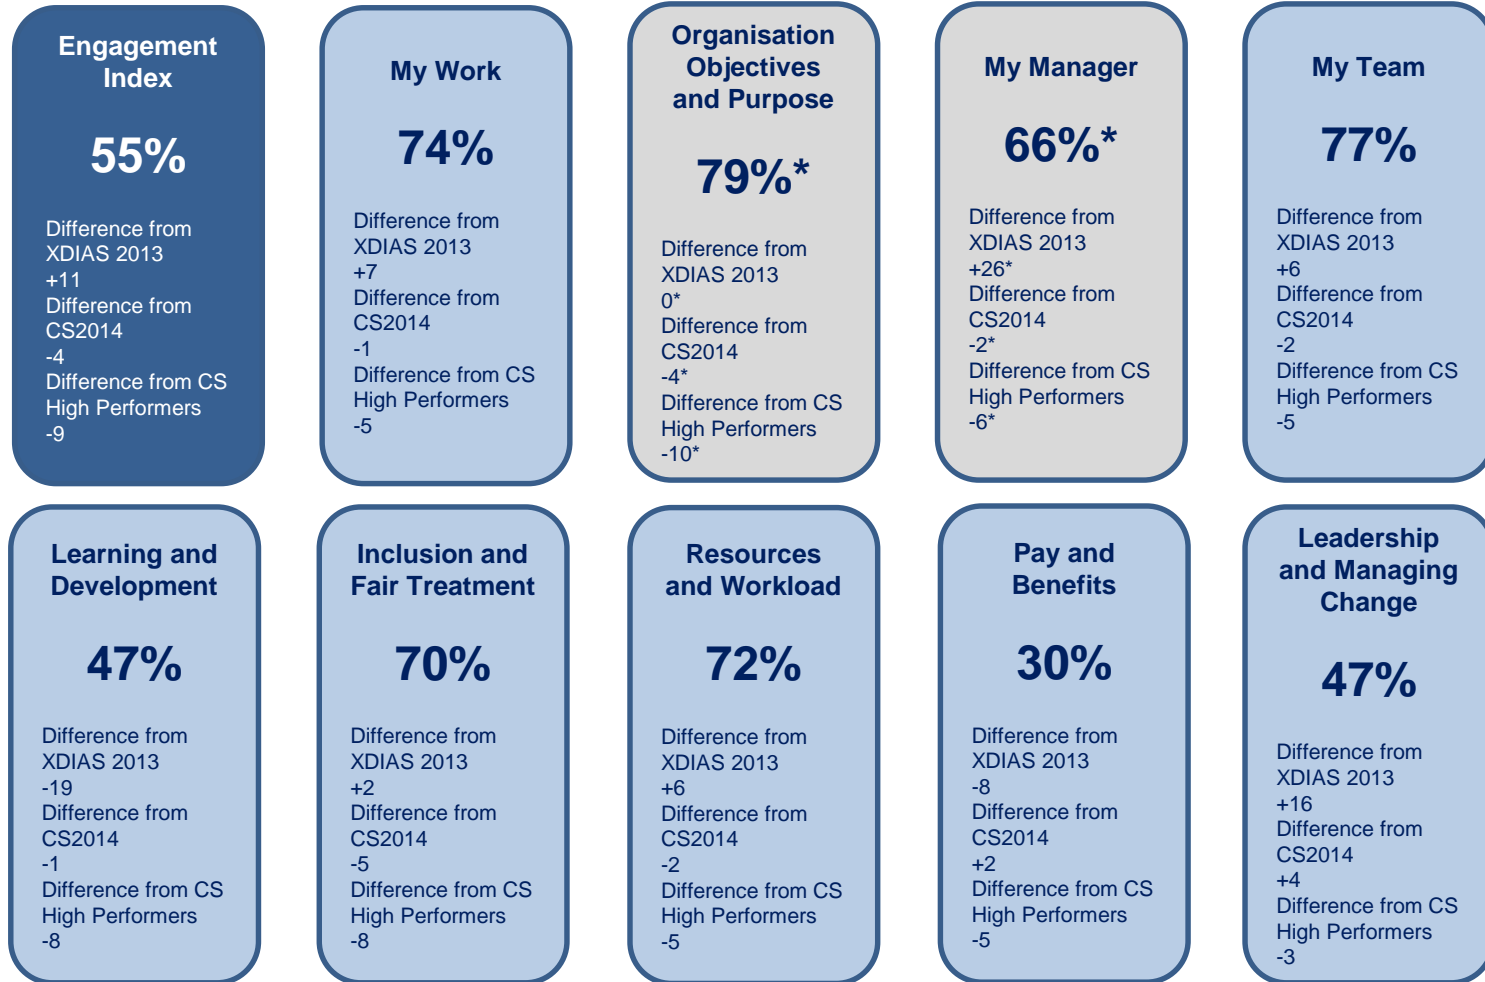 Engagement
Index
55%
Difference from
XDIAS 2013
+11
Difference from
CS2014
-4
Difference from CS
High Performers
-9
My Work
74%
Difference from
XDIAS 2013
+7
Difference from
CS2014
-1
Difference from CS
High Performers
-5
Organisation
Objectives
and Purpose
79%*
Difference from
XDIAS 2013
0*
Difference from
CS2014
-4*
Difference from CS
High Performers
-10*
My Manager
66%*
Difference from
XDIAS 2013
+26*
Difference from
CS2014
-2*
Difference from CS
High Performers
-6*
My Team
77%
Difference from
XDIAS 2013
+6
Difference from
CS2014
-2
Difference from CS
High Performers
-5
Learning and
Development
47%
Difference from
XDIAS 2013
-19
Difference from
CS2014
-1
Difference from CS
High Performers
-8
Inclusion and
Fair Treatment
70%
Difference from
XDIAS 2013
+2
Difference from
CS2014
-5
Difference from CS
High Performers
-8
Resources
and Workload
72%
Difference from
XDIAS 2013
+6
Difference from
CS2014
-2
Difference from CS
High Performers
-5
Pay and
Benefits
30%
Difference from
XDIAS 2013
-8
Difference from
CS2014
+2
Difference from CS
High Performers
-5
Leadership
and Managing
Change
47%
Difference from
XDIAS 2013
+16
Difference from
CS2014
+4
Difference from CS
High Performers
-3